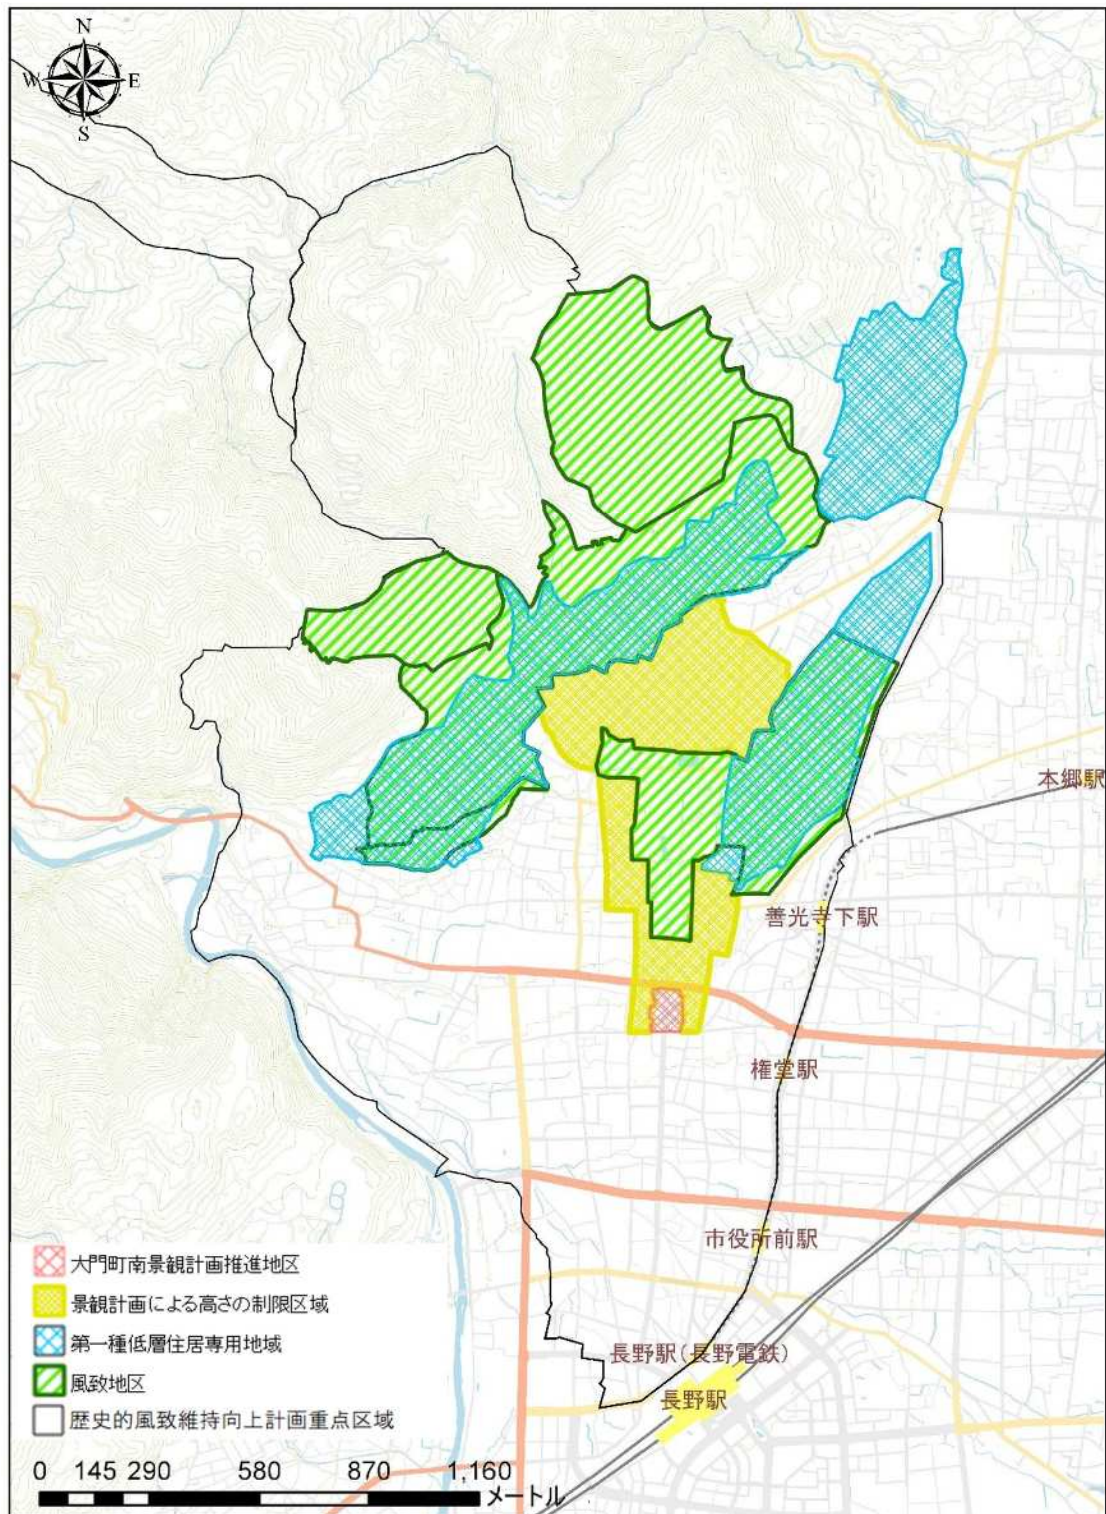 N
W E
S
本郷駅
善光寺下駅
権堂駅
市役所前駅
長野駅(長野電鉄)
長野駅
大門町南景観計画推進地区
景観計画による高さの制限区域
第一種低層住居専用地域
風致地区
歴史的風致維持向上計画重点区域
0 145 290 580 870 1,160
メートル